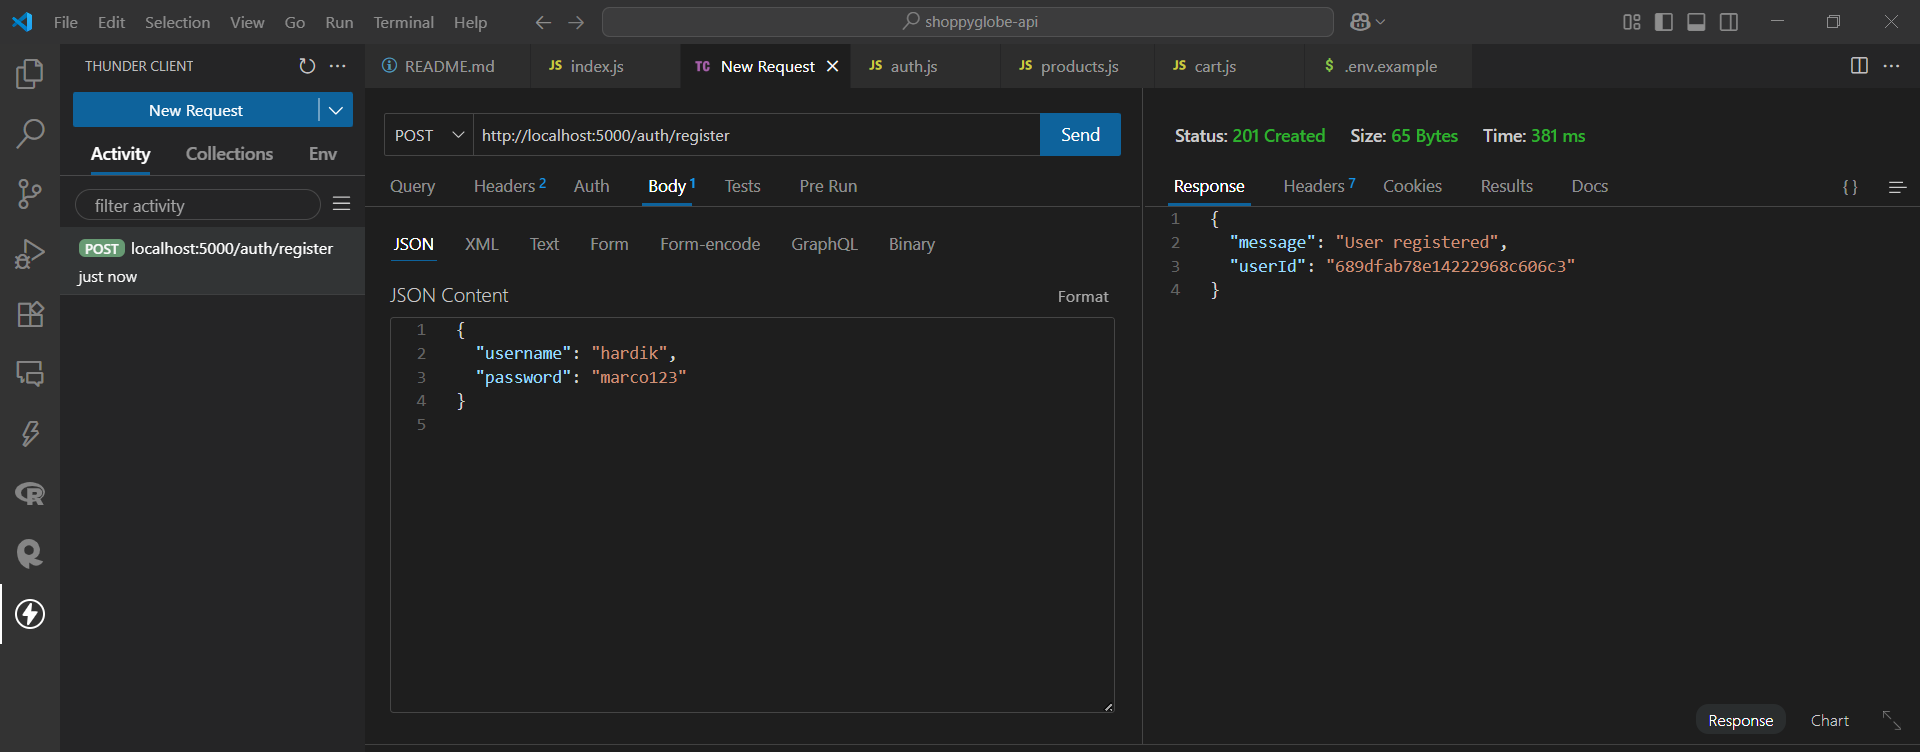 File Edit Selection View Go Run Terminal Help
shoppyglobe-api
THUNDER CLIENT
New Request
Activity Collections Env
filter activity
POST localhost:5000/auth/register
just now
README.md JS index.js TC New Request JS auth.js JS products.js JS cart.js $ .env.example
POST http://localhost:5000/auth/register Send
Query Headers 2 Auth Body 1 Tests Pre Run
JSON XML Text Form Form-encode GraphQL Binary
JSON Content Format
1 {
2 "username": "hardik",
3 "password": "marco123"
4 }
5
Status: 201 Created Size: 65 Bytes Time: 381 ms
Response Headers 7 Cookies Results Docs { }
1 {
2 "message": "User registered",
3 "userId": "689dfab78e14222968c606c3"
4 }
Response Chart